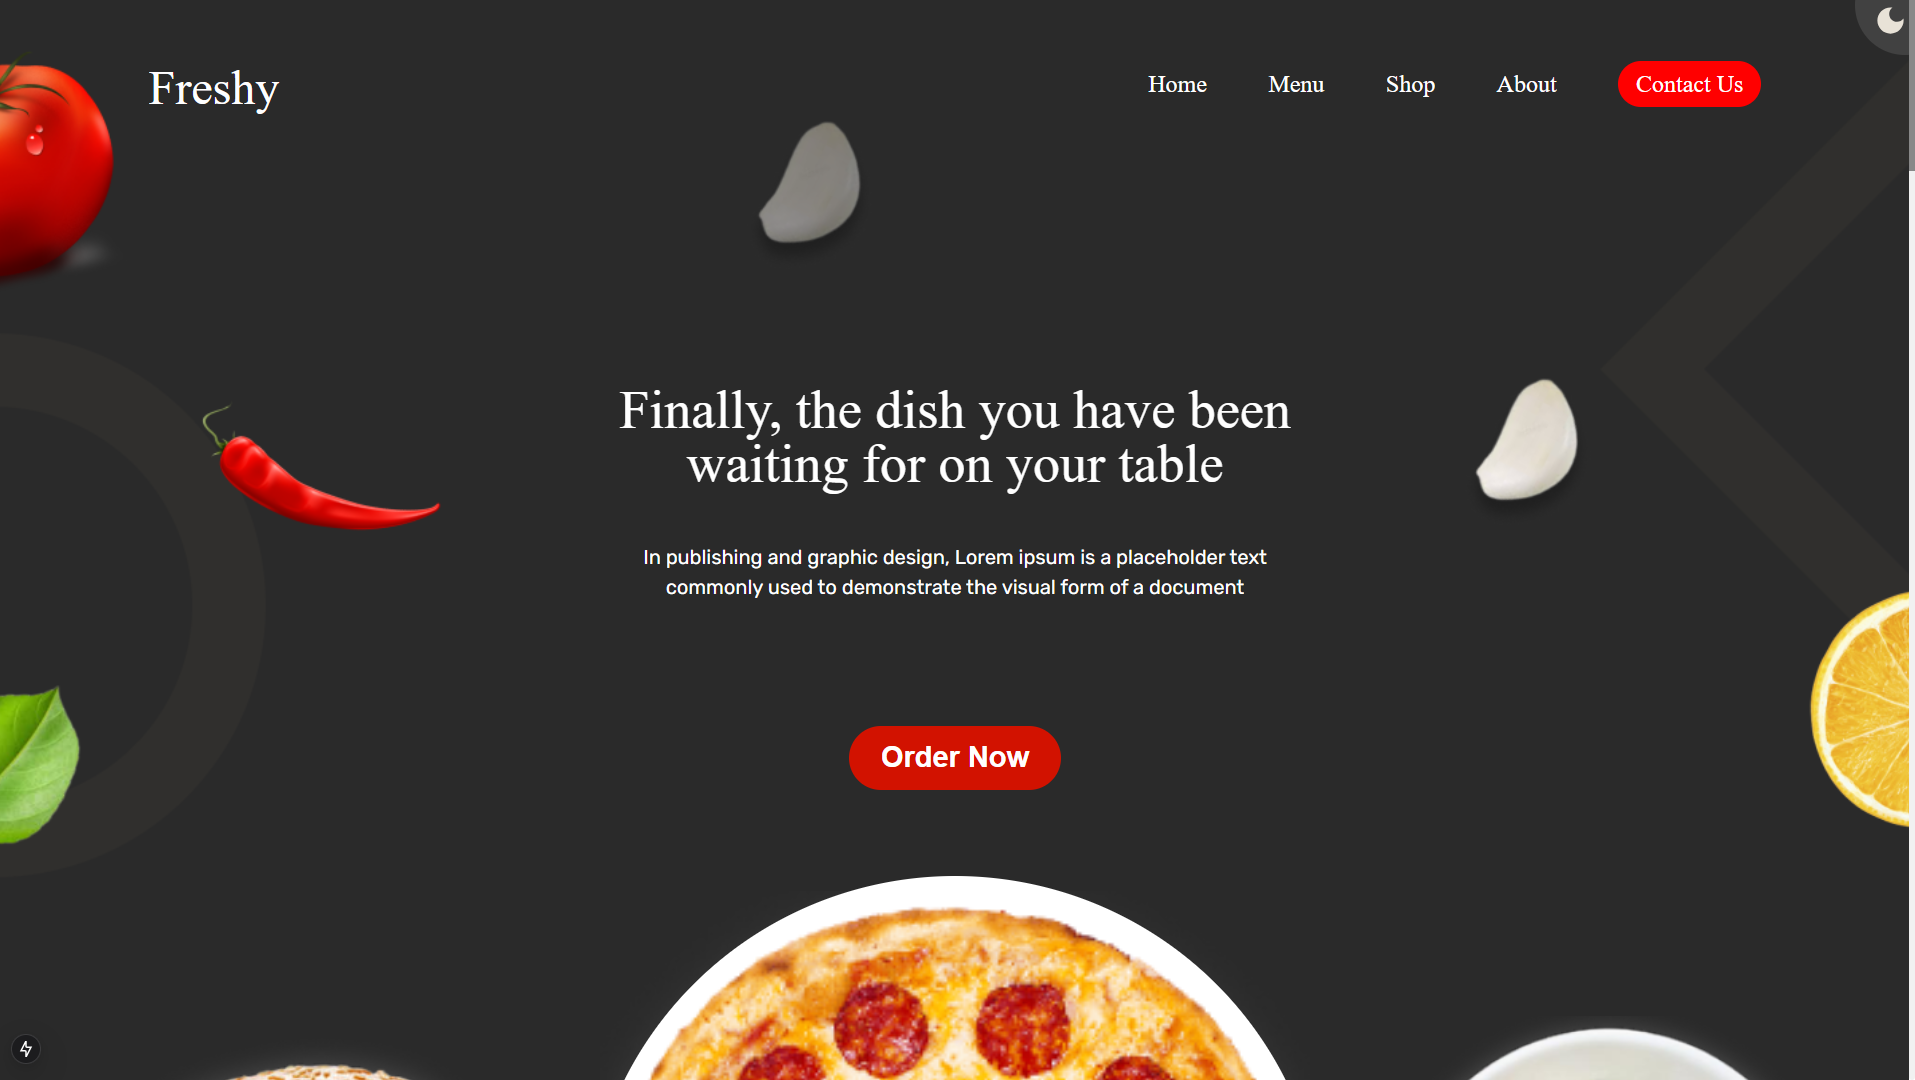 Freshy
Home
Menu
Shop
About
Contact Us
Finally, the dish you have been
waiting for on your table
In publishing and graphic design, Lorem ipsum is a placeholder text
commonly used to demonstrate the visual form of a document
Order Now